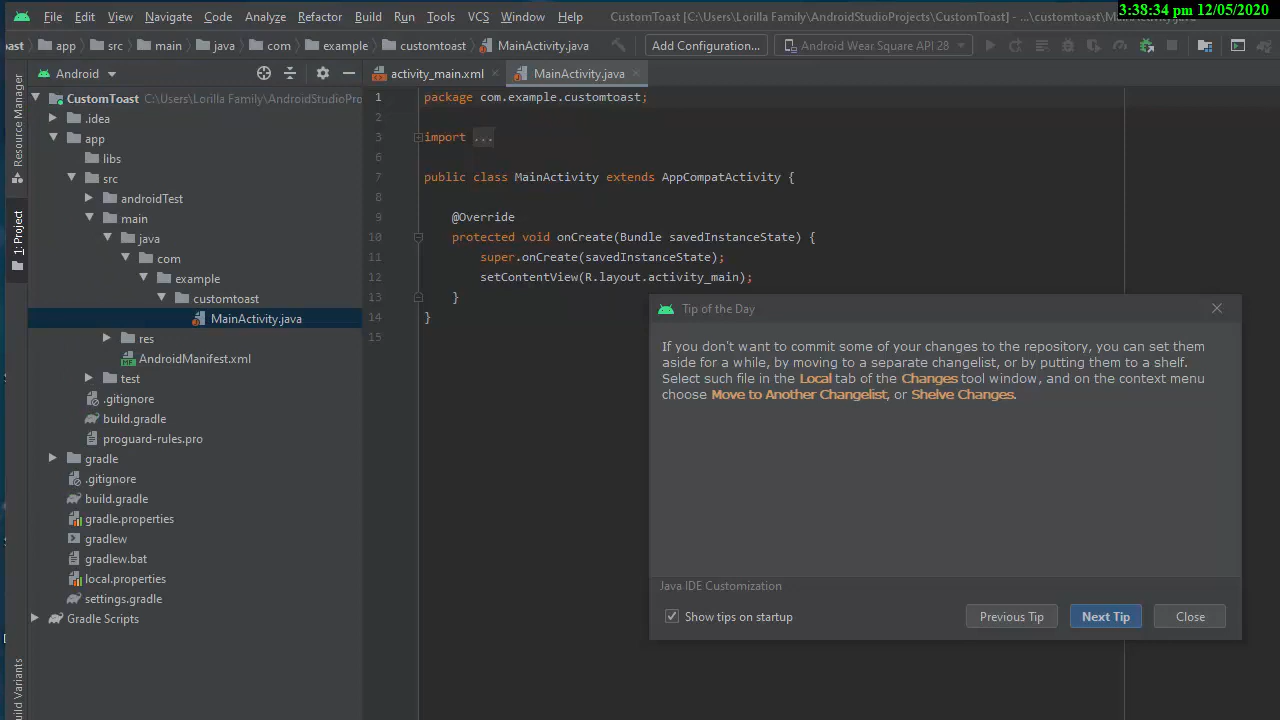 File Edit View Navigate Code Analyze Refactor Build Run Tools VCS Window Help
CustomToast [C:\Users\Lorilla Family\AndroidStudioProjects\CustomToast] - ...\customtoast\MainActivity.java
3:38:34 pm 12/05/2020
ast app src main java com example customtoast MainActivity.java Add Configuration... Android Wear Square API 28
Android
activity_main.xml MainActivity.java
Resource Manager
1: Project
ild Variants
CustomToast C:\Users\Lorilla Family\AndroidStudioPro
.idea
app
libs
src
androidTest
main
java
com
example
customtoast
MainActivity.java
res
AndroidManifest.xml
test
.gitignore
build.gradle
proguard-rules.pro
gradle
.gitignore
build.gradle
gradle.properties
gradlew
gradlew.bat
local.properties
settings.gradle
Gradle Scripts
1 package com.example.customtoast;
2
3 import ...
6
7 public class MainActivity extends AppCompatActivity {
8
9 @Override
10 protected void onCreate(Bundle savedInstanceState) {
11 super.onCreate(savedInstanceState);
12 setContentView(R.layout.activity_main);
13 }
14 }
15
Tip of the Day
If you don't want to commit some of your changes to the repository, you can set them
aside for a while, by moving to a separate changelist, or by putting them to a shelf.
Select such file in the Local tab of the Changes tool window, and on the context menu
choose Move to Another Changelist, or Shelve Changes.
Java IDE Customization
Show tips on startup
Previous Tip Next Tip Close